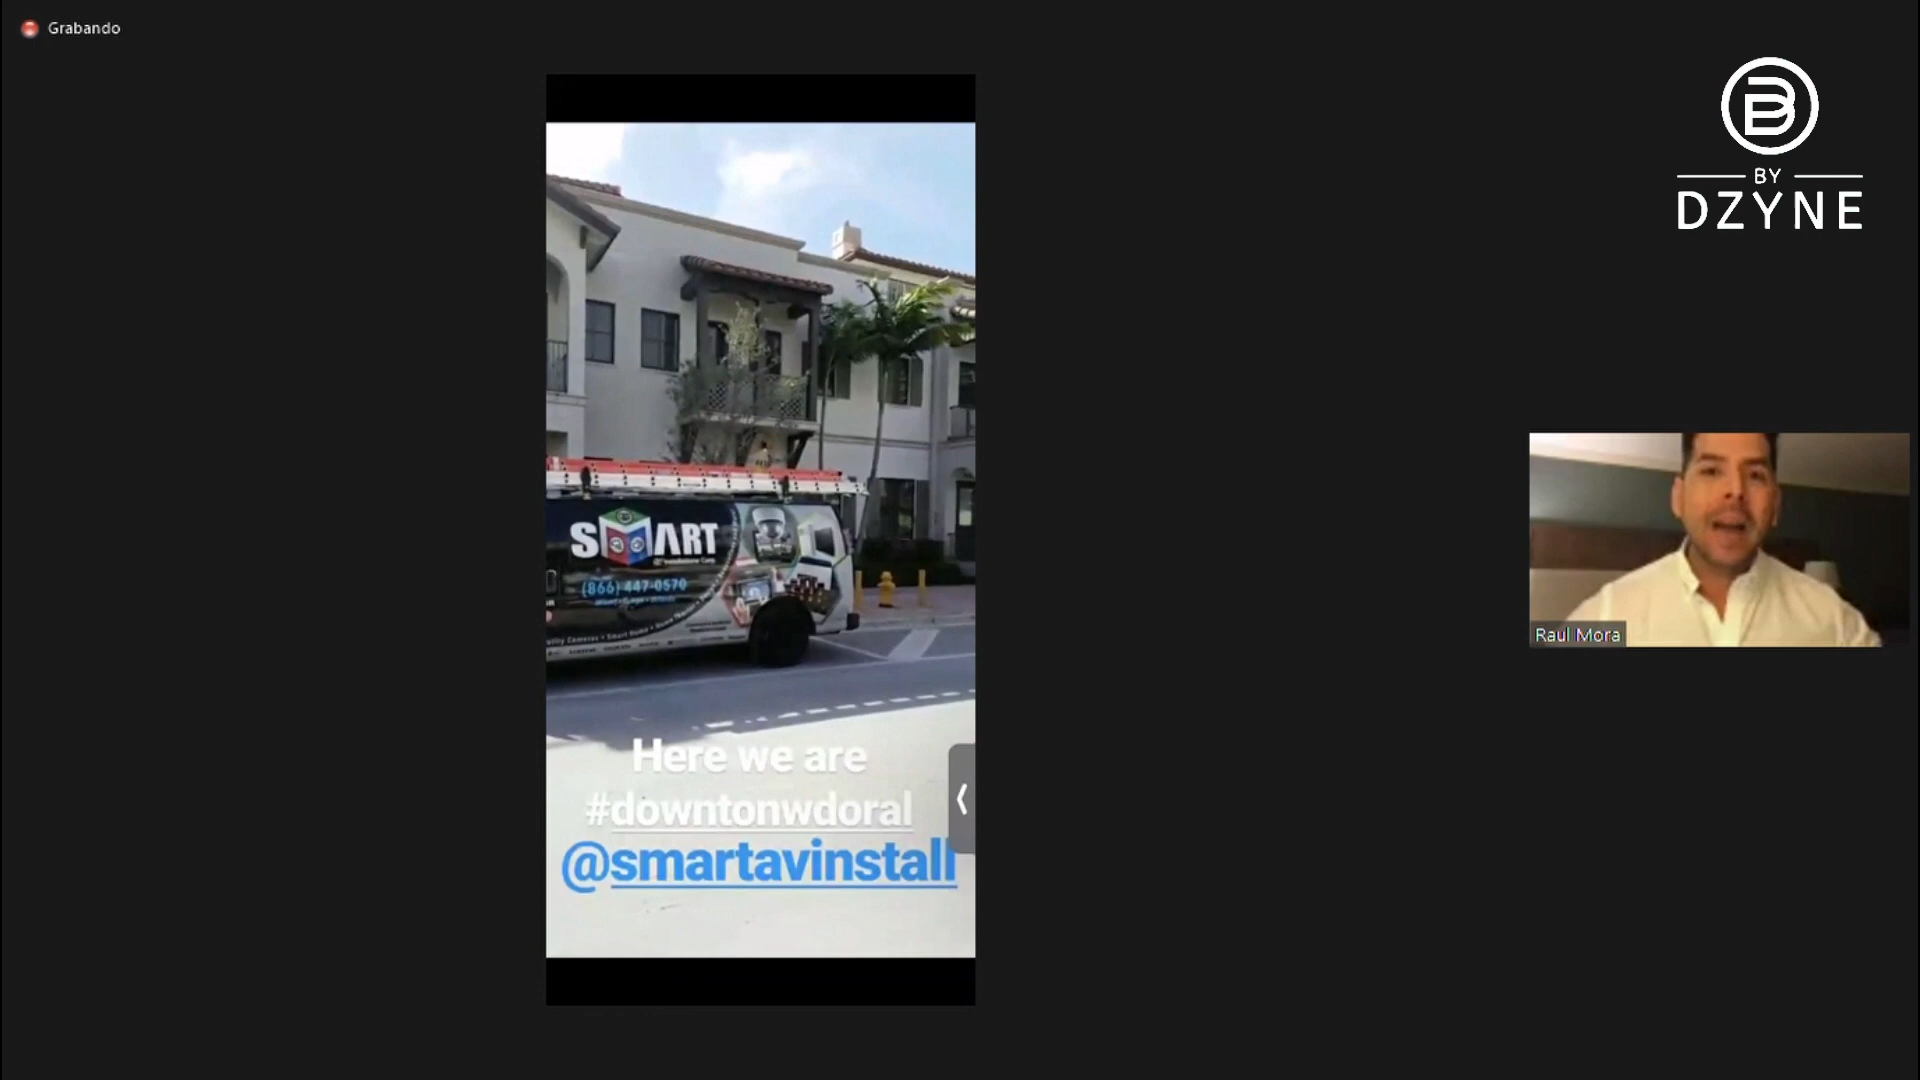 Grabando
BY
DZYNE
SMART
(866) 447-0570
Here we are
#downtonwdoral
@smartavinstall
Raul Mora